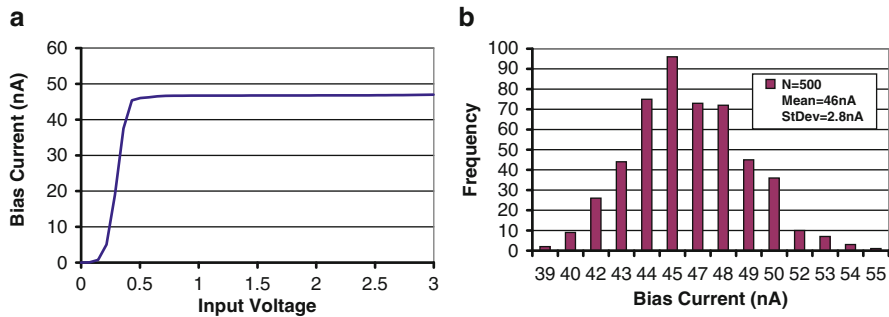 a
60
50
40
30
20
10
0
Bias Current (nA)
0 0.5 1 1.5 2 2.5 3
Input Voltage
b
100
90
80
70
60
50
40
30
20
10
0
Frequency
N=500
Mean=46nA
StDev=2.8nA
39 40 42 43 44 45 47 48 49 50 52 53 54 55
Bias Current (nA)